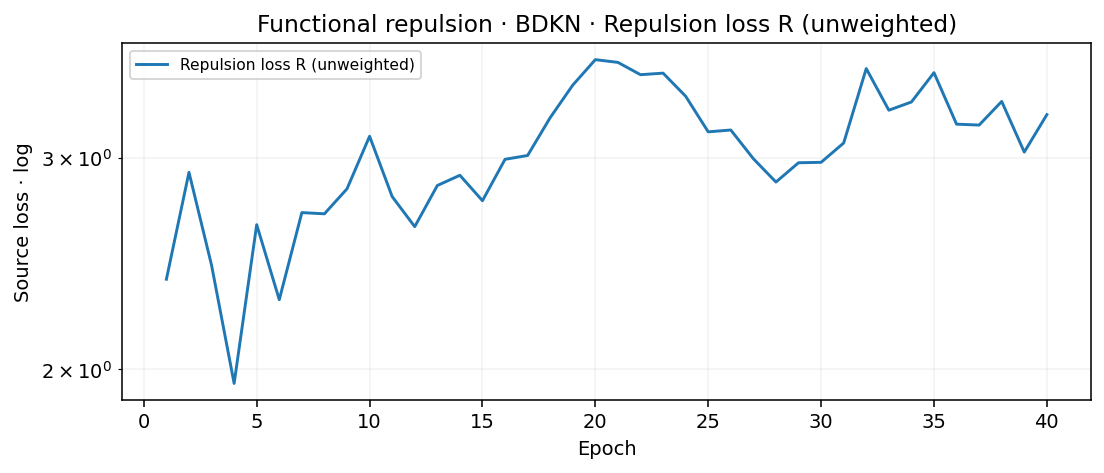 Functional repulsion · BDKN · Repulsion loss R (unweighted)
Repulsion loss R (unweighted)
Source loss · log
3 × 10⁰
2 × 10⁰
0 5 10 15 20 25 30 35 40
Epoch